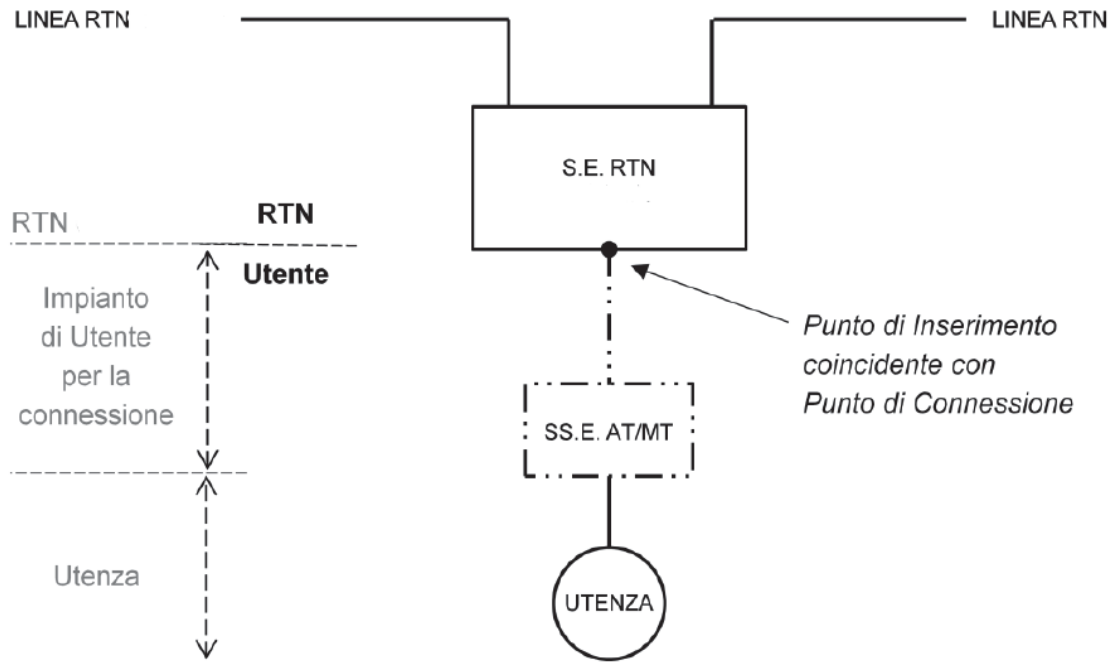 LINEA RTN
LINEA RTN
S.E. RTN
RTN
RTN
Utente
Impianto
di Utente
per la
connessione
Punto di Inserimento
coincidente con
Punto di Connessione
SS.E. AT/MT
Utenza
UTENZA